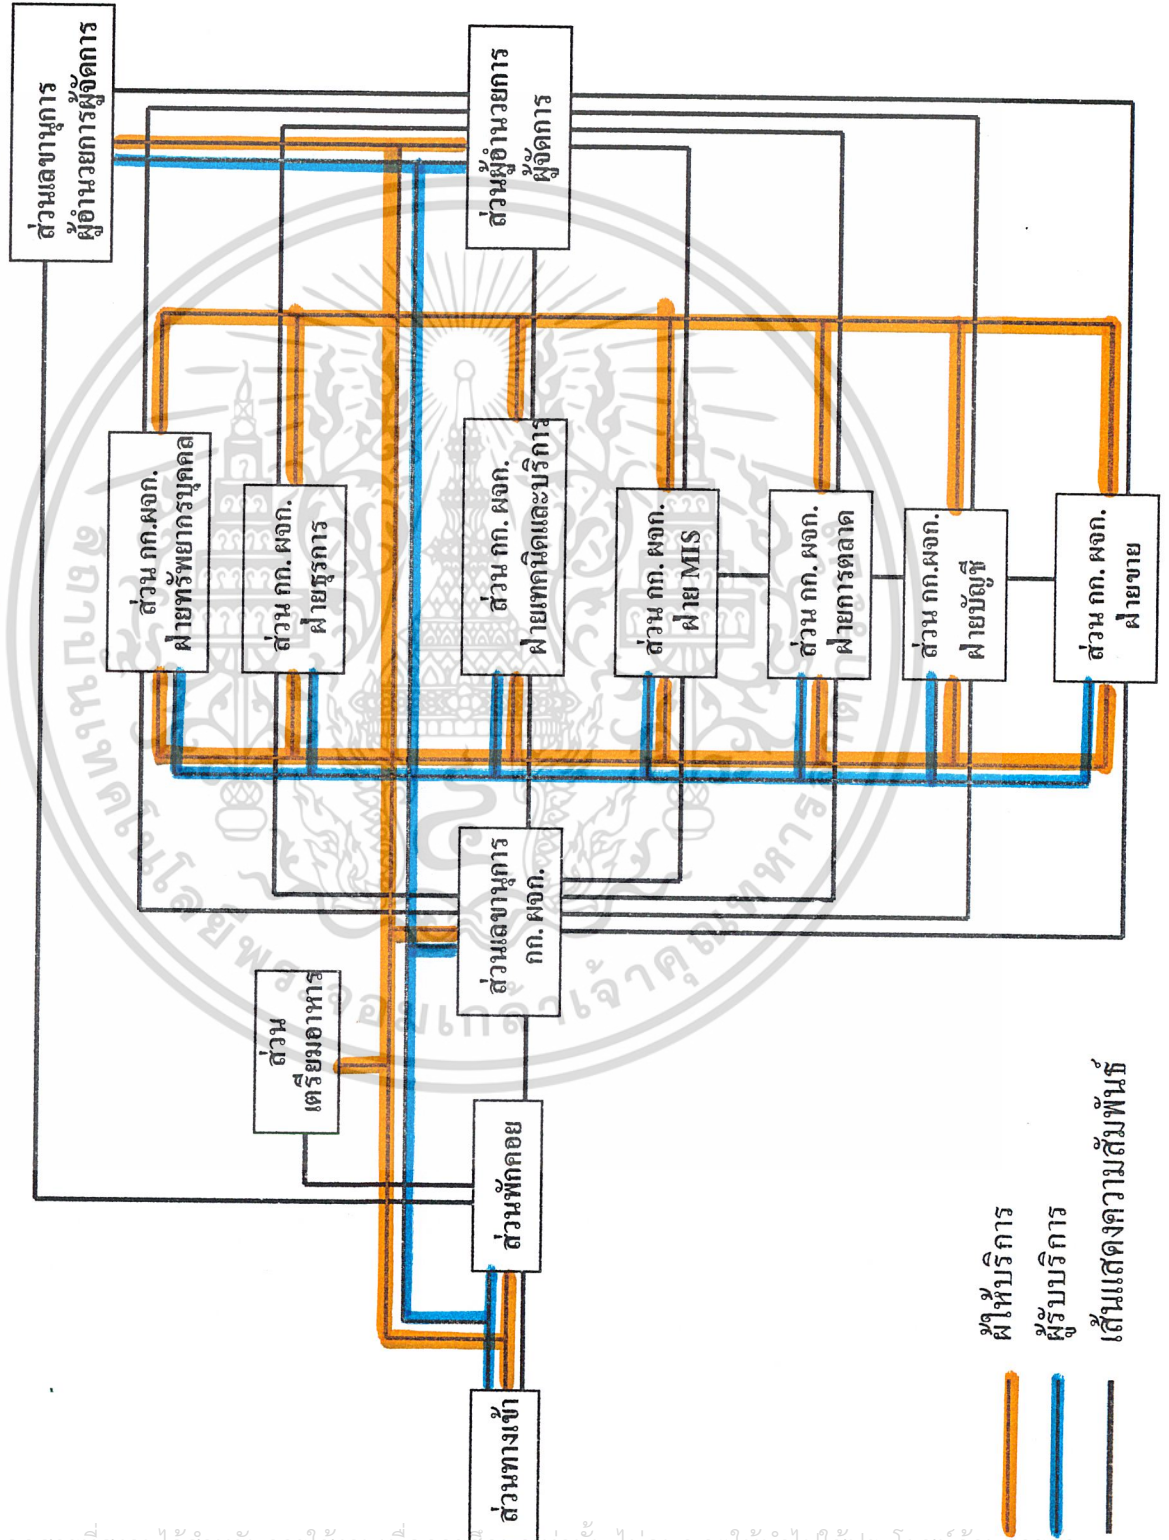 ส่วนทางเข้า
ส่วนพักคอย
ส่วน
เตรียมอาหาร
ส่วนเลขานุการ
กก. ผจก.
ส่วน กก.ผจก.
ฝ่ายทรัพยากรบุคคล
ส่วน กก. ผจก.
ฝ่ายธุรการ
ส่วน กก. ผจก.
ฝ่ายเทคนิคและบริการ
ส่วน กก. ผจก.
ฝ่าย MIS
ส่วน กก. ผจก.
ฝ่ายการตลาด
ส่วน กก.ผจก.
ฝ่ายบัญชี
ส่วน กก. ผจก.
ฝ่ายขาย
ส่วนเลขานุการ
ผู้อำนวยการผู้จัดการ
ส่วนผู้อำนวยการ
ผู้จัดการ
ผู้ให้บริการ
ผู้รับบริการ
เส้นแสดงความสัมพันธ์